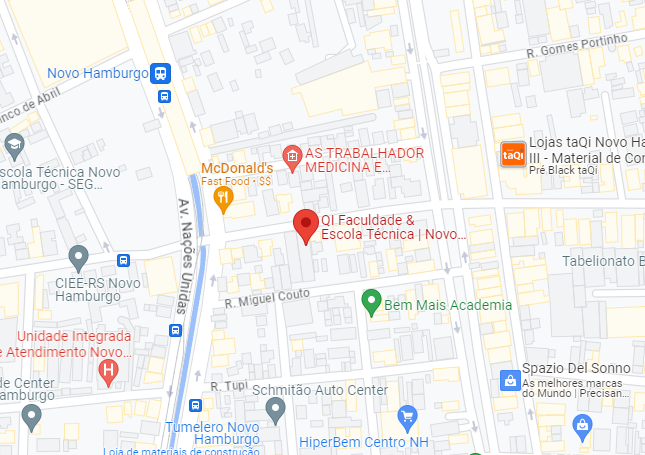 R. Gomes Portinho
Novo Hamburgo
nco de Abril
Lojas taQi Novo Ha
III - Material de Con
Pré Black taQi
taQi
AS TRABALHADOR
MEDICINA E...
McDonald's
Fast Food · $$
scola Técnica Novo
amburgo - SEG...
QI Faculdade &
Escola Técnica | Novo...
Av. Nações Unidas
CIEE-RS Novo
Hamburgo
Tabelionato B
R. Miguel Couto
Bem Mais Academia
Unidade Integrada
e Atendimento Novo...
H
R. Tupi
Schmitão Auto Center
Spazio Del Sonno
As melhores marcas
do Mundo | Precisan...
de Center
amburgo
Tumelero Novo
Hamburgo
Loja de materiais de construção
HiperBem Centro NH